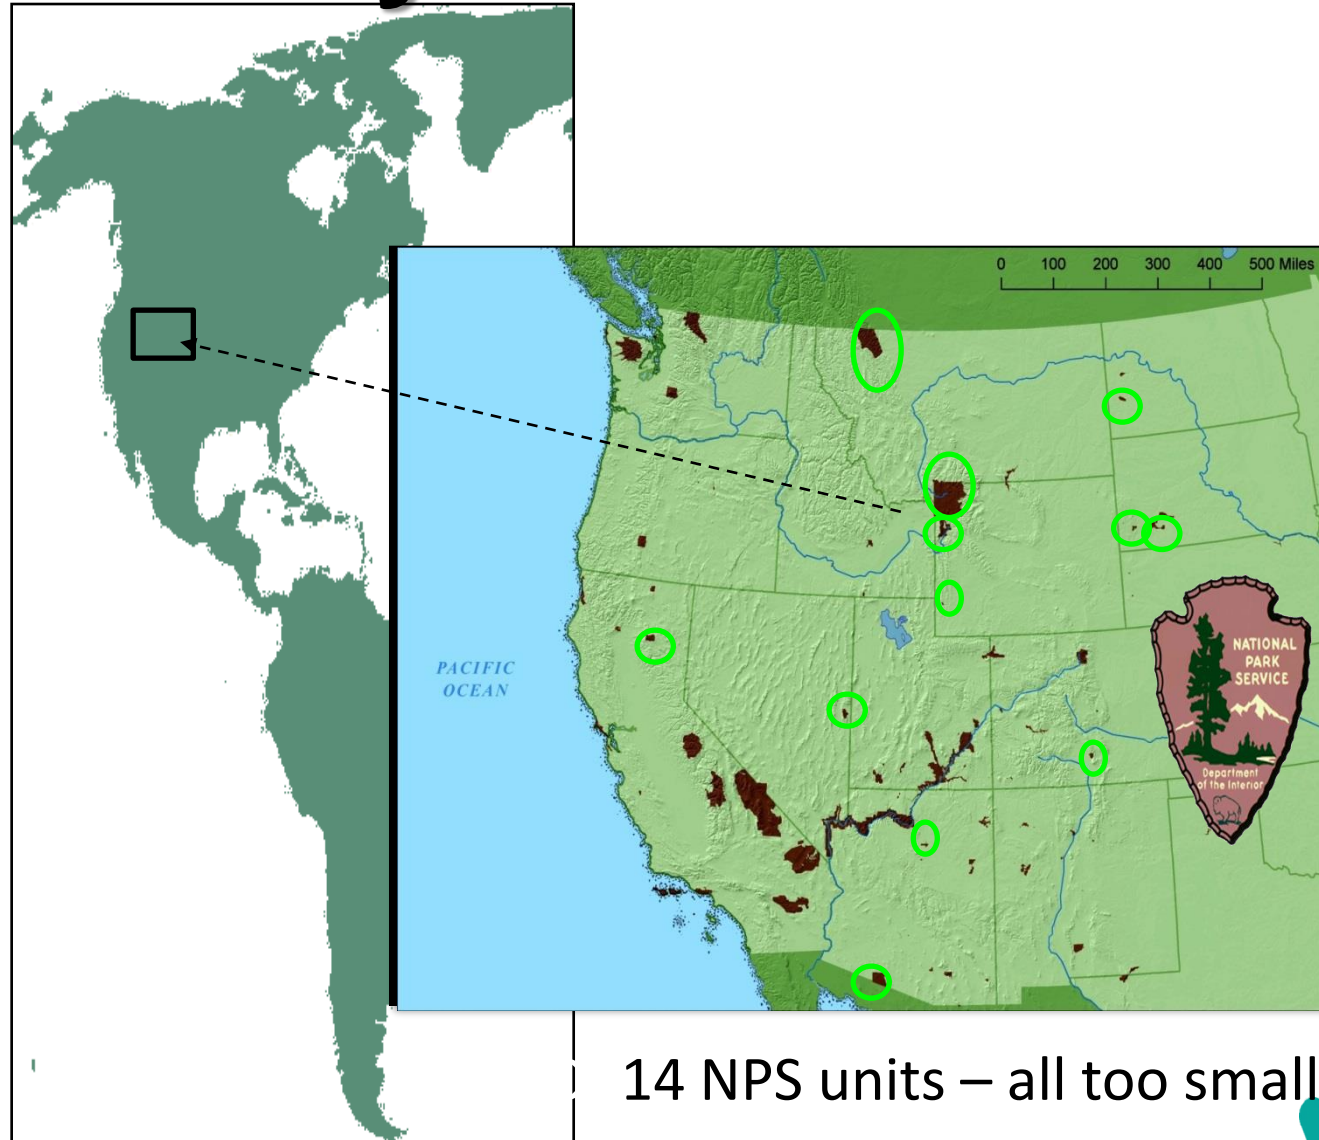 0 100 200 300 400 500 Miles
PACIFIC
OCEAN
NATIONAL
PARK
SERVICE
Department
of the Interior
14 NPS units – all too small